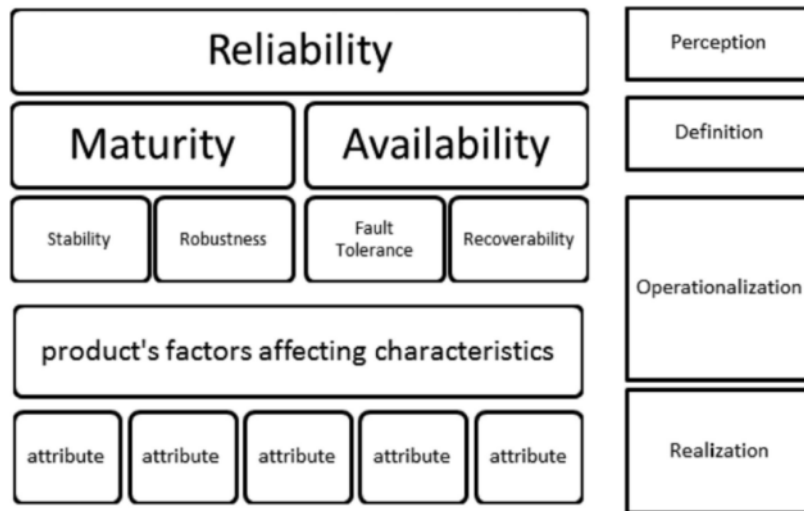 Reliability
Perception
Maturity
Availability
Definition
Stability
Robustness
Fault
Tolerance
Recoverability
Operationalization
product's factors affecting characteristics
attribute
attribute
attribute
attribute
attribute
Realization